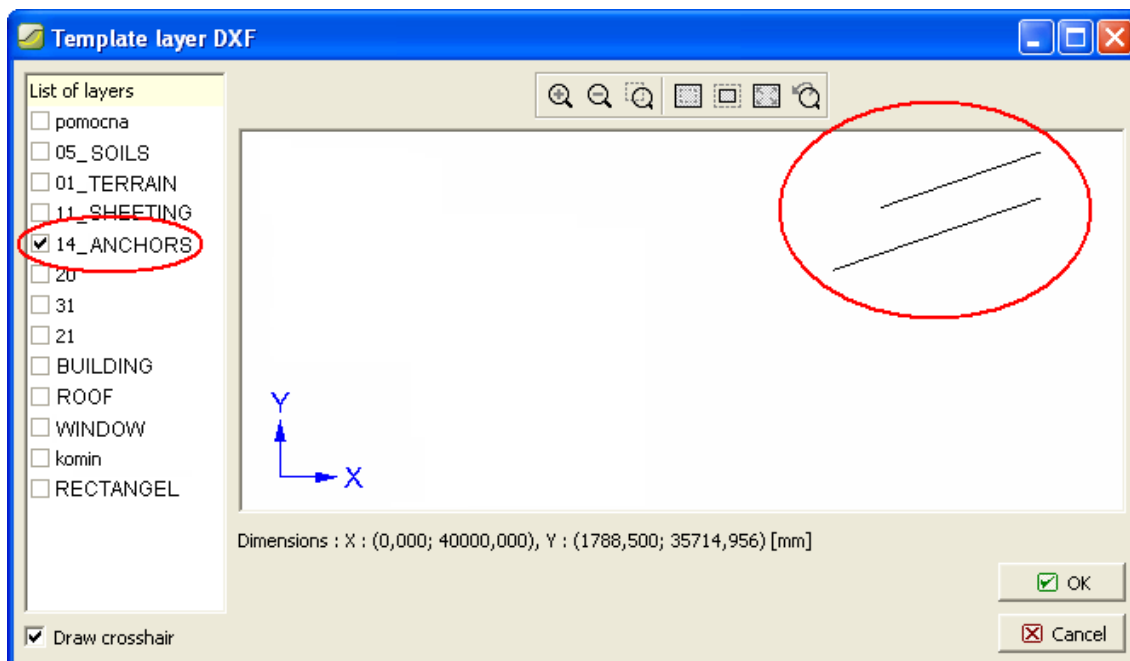 Template layer DXF
List of layers
pomocna
05_SOILS
01_TERRAIN
11_SHEETING
14_ANCHORS
20
31
21
BUILDING
ROOF
WINDOW
komin
RECTANGEL
Draw crosshair
Y
X
Dimensions : X : (0,000; 40000,000), Y : (1788,500; 35714,956) [mm]
OK
Cancel